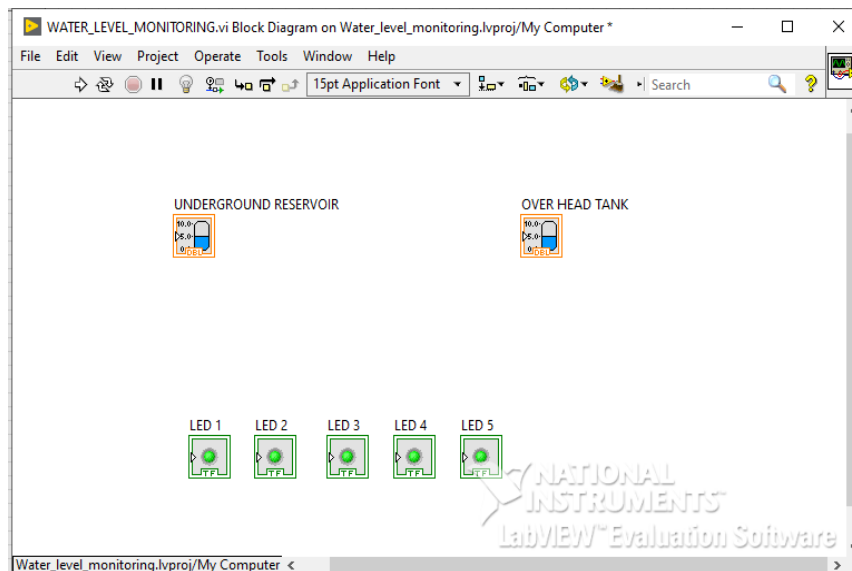 WATER_LEVEL_MONITORING.vi Block Diagram on Water_level_monitoring.lvproj/My Computer *
File Edit View Project Operate Tools Window Help
15pt Application Font Search
UNDERGROUND RESERVOIR OVER HEAD TANK
10.0 10.0
5.0 5.0
0 0
DBL DBL
LED 1 LED 2 LED 3 LED 4 LED 5
TF TF TF TF TF
NATIONAL
INSTRUMENTS™
LabVIEW™ Evaluation Software
Water_level_monitoring.lvproj/My Computer